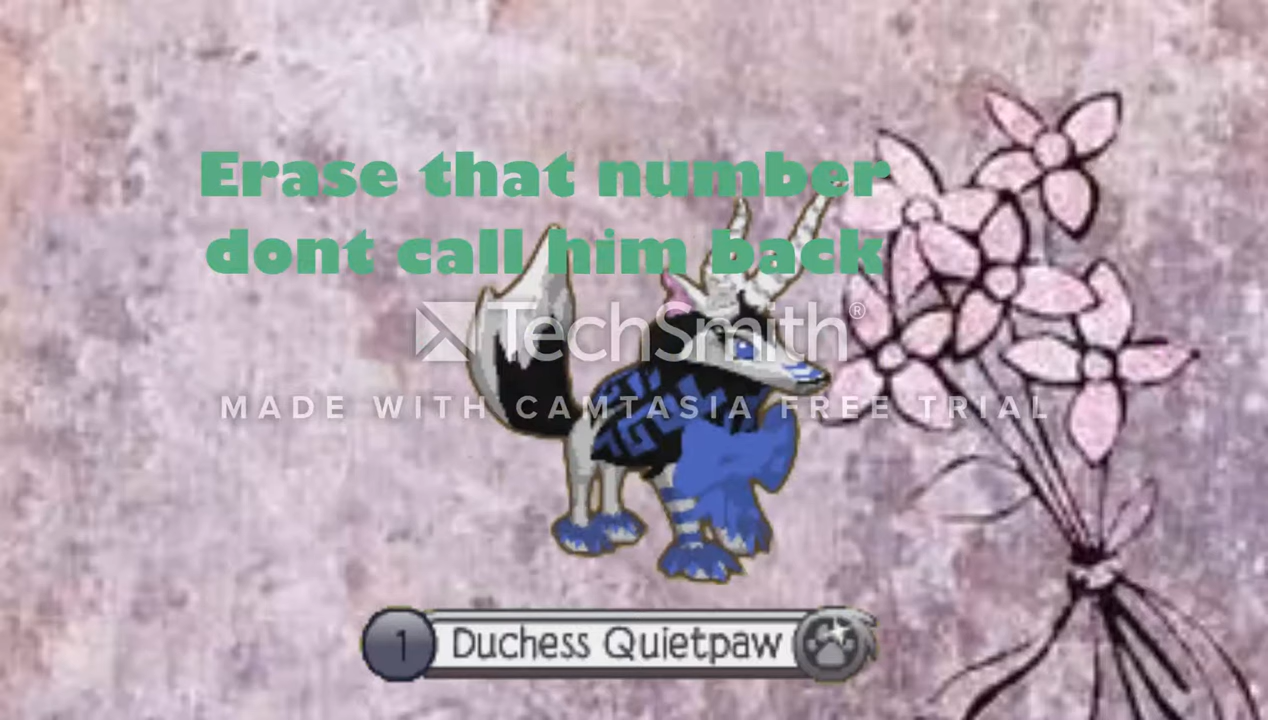 Erase that number
dont call him back
TechSmith®
MADE WITH CAMTASIA FREE TRIAL
1 Duchess Quietpaw